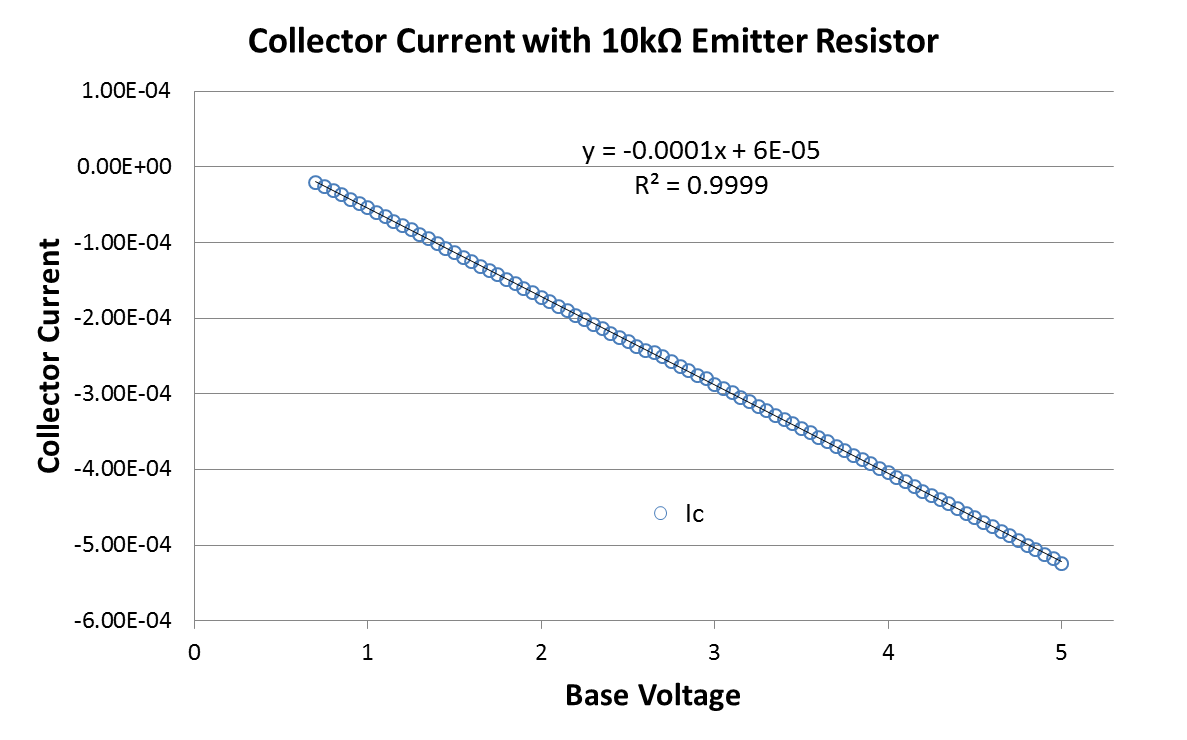 Collector Current with 10kΩ Emitter Resistor
1.00E-04
0.00E+00
-1.00E-04
-2.00E-04
-3.00E-04
-4.00E-04
-5.00E-04
-6.00E-04
Collector Current
y = -0.0001x + 6E-05
R² = 0.9999
Ic
0 1 2 3 4 5
Base Voltage